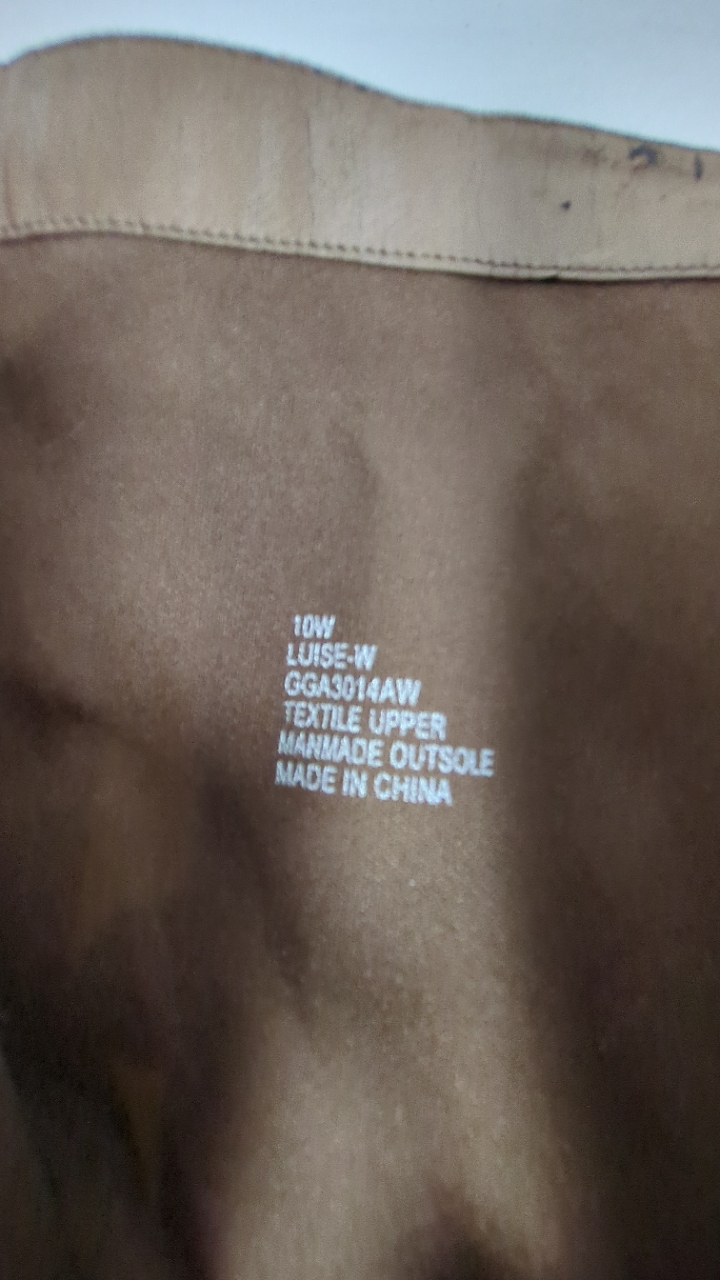 10W
LUISE-W
GGA3014AW
TEXTILE UPPER
MANMADE OUTSOLE
MADE IN CHINA